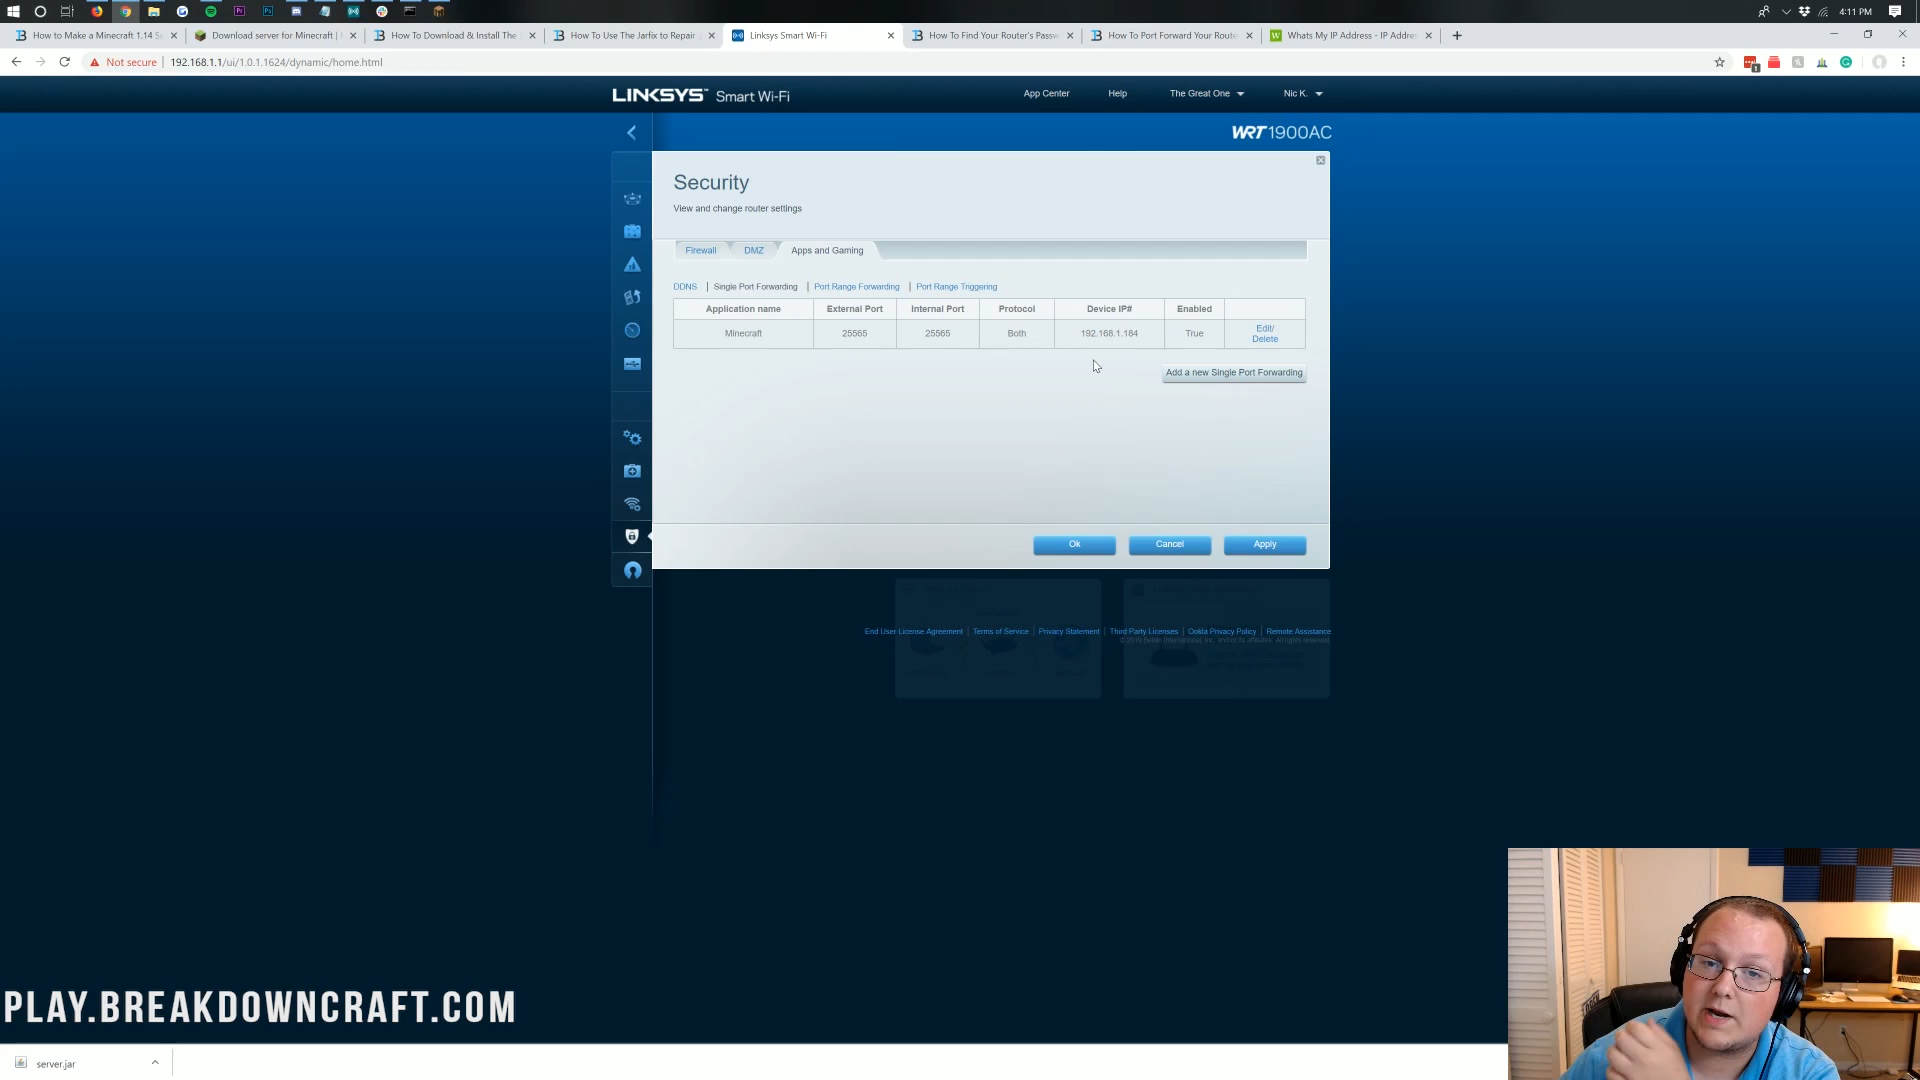 4:11 PM
How to Make a Minecraft 1.14 Se
Download server for Minecraft |
How To Download & Install The
How To Use The Jarfix to Repair
Linksys Smart Wi-Fi
How To Find Your Router's Passw
How To Port Forward Your Route
Whats My IP Address - IP Addres
Not secure | 192.168.1.1/ui/1.0.1.1624/dynamic/home.html
LINKSYS™ Smart Wi-Fi
App Center
Help
The Great One
Nic K.
WRT1900AC
Security
View and change router settings
Firewall
DMZ
Apps and Gaming
DDNS | Single Port Forwarding | Port Range Forwarding | Port Range Triggering
Application name External Port Internal Port Protocol Device IP# Enabled
Minecraft 25565 25565 Both 192.168.1.184 True Edit/
Delete
Add a new Single Port Forwarding
Ok
Cancel
Apply
End User License Agreement | Terms of Service | Privacy Statement | Third Party Licenses | Ookla Privacy Policy | Remote Assistance
PLAY.BREAKDOWNCRAFT.COM
server.jar